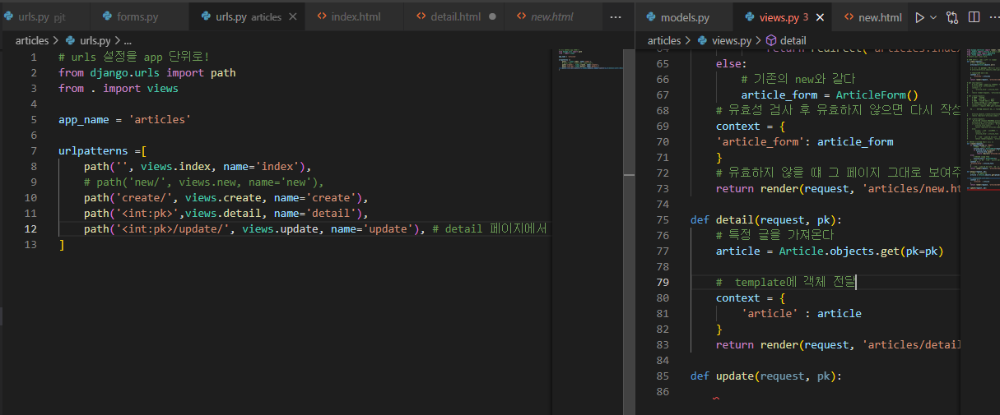 urls.py pjt
forms.py
urls.py articles
index.html
detail.html
new.html
articles > urls.py > ...
1 # urls 설정을 app 단위로!
2 from django.urls import path
3 from . import views
4
5 app_name = 'articles'
6
7 urlpatterns =[
8 path('', views.index, name='index'),
9 # path('new/', views.new, name='new'),
10 path('create/', views.create, name='create'),
11 path('<int:pk>',views.detail, name='detail'),
12 path('<int:pk>/update/', views.update, name='update'), # detail 페이지에서
13 ]
models.py
views.py 3
new.html
articles > views.py > detail
65 else:
66 # 기존의 new와 같다
67 article_form = ArticleForm()
68 # 유효성 검사 후 유효하지 않으면 다시 작성
69 context = {
70 'article_form': article_form
71 }
72 # 유효하지 않을 떄 그 페이지 그대로 보여주
73 return render(request, 'articles/new.ht
74
75 def detail(request, pk):
76 # 특정 글을 가져온다
77 article = Article.objects.get(pk=pk)
78
79 # template에 객체 전달
80 context = {
81 'article' : article
82 }
83 return render(request, 'articles/detail
84
85 def update(request, pk):
86